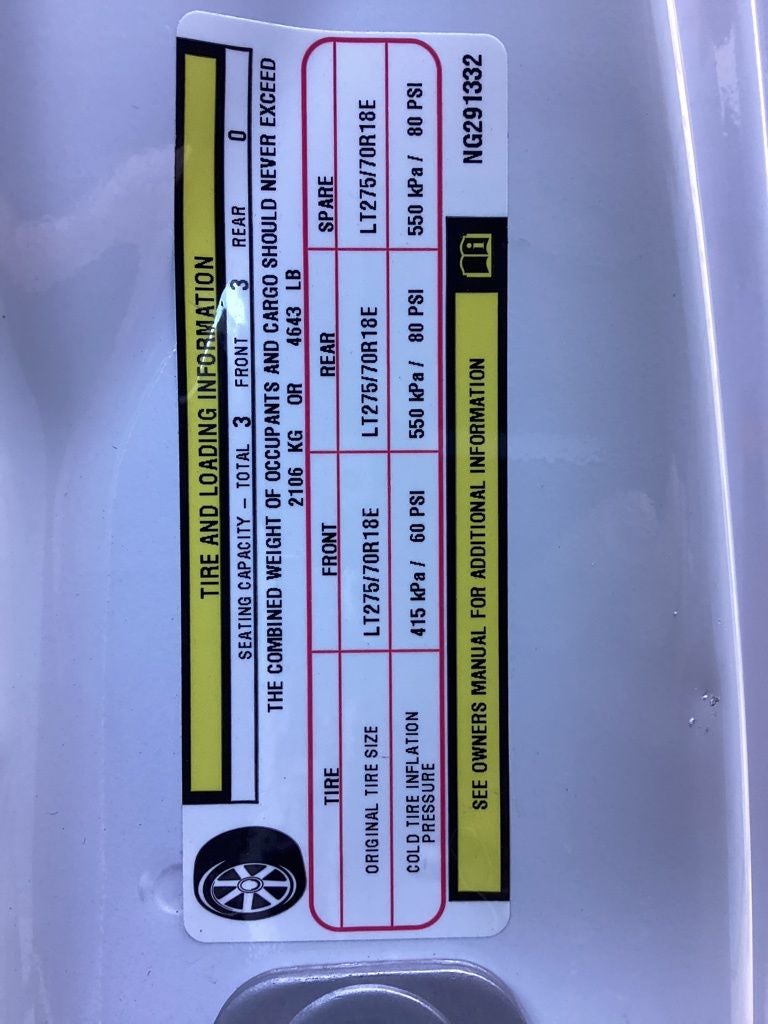 TIRE AND LOADING INFORMATION
SEATING CAPACITY – TOTAL 3 FRONT 3 REAR 0
THE COMBINED WEIGHT OF OCCUPANTS AND CARGO SHOULD NEVER EXCEED
2106 KG OR 4643 LB
TIRE FRONT REAR SPARE
ORIGINAL TIRE SIZE LT275/70R18E LT275/70R18E LT275/70R18E
COLD TIRE INFLATION PRESSURE 415 kPa / 60 PSI 550 kPa / 80 PSI 550 kPa / 80 PSI
SEE OWNERS MANUAL FOR ADDITIONAL INFORMATION
NG291332